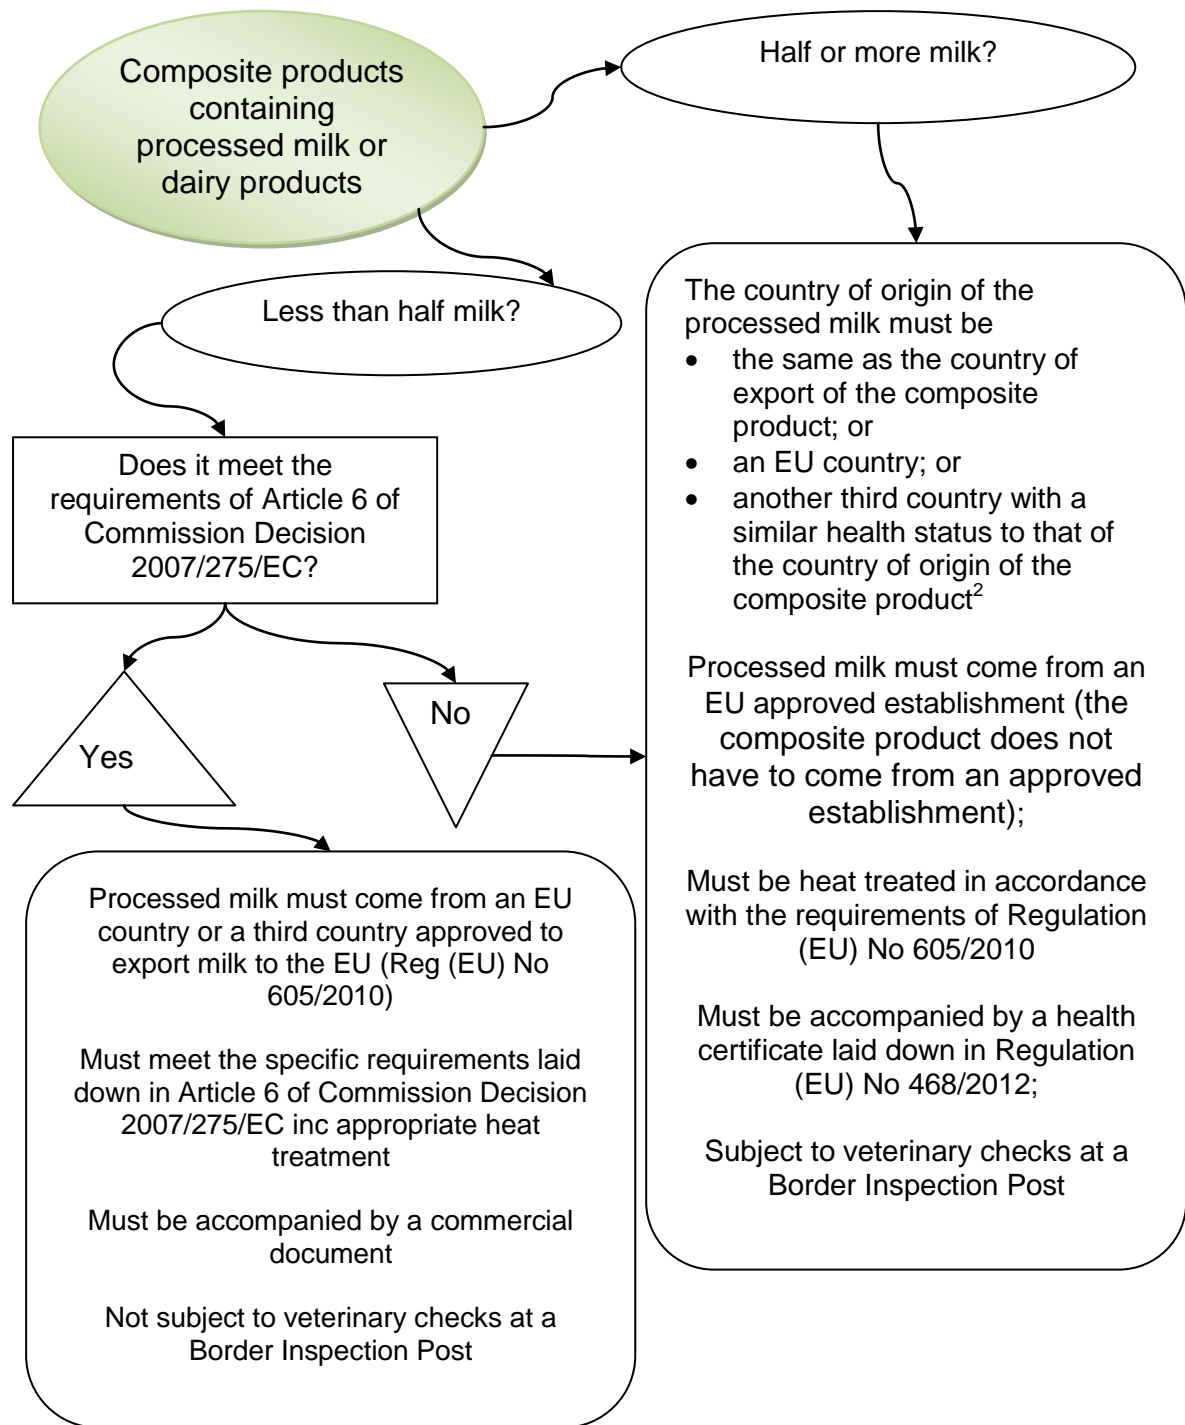 Composite products
containing
processed milk or
dairy products
Half or more milk?
Less than half milk?
Does it meet the
requirements of Article 6 of
Commission Decision
2007/275/EC?
Yes
No
Processed milk must come from an EU
country or a third country approved to
export milk to the EU (Reg (EU) No
605/2010)
Must meet the specific requirements laid
down in Article 6 of Commission Decision
2007/275/EC inc appropriate heat
treatment
Must be accompanied by a commercial
document
Not subject to veterinary checks at a
Border Inspection Post
The country of origin of the
processed milk must be
• the same as the country of
export of the composite
product; or
• an EU country; or
• another third country with a
similar health status to that of
the country of origin of the
composite product²
Processed milk must come from an
EU approved establishment (the
composite product does not
have to come from an approved
establishment);
Must be heat treated in accordance
with the requirements of Regulation
(EU) No 605/2010
Must be accompanied by a health
certificate laid down in Regulation
(EU) No 468/2012;
Subject to veterinary checks at a
Border Inspection Post